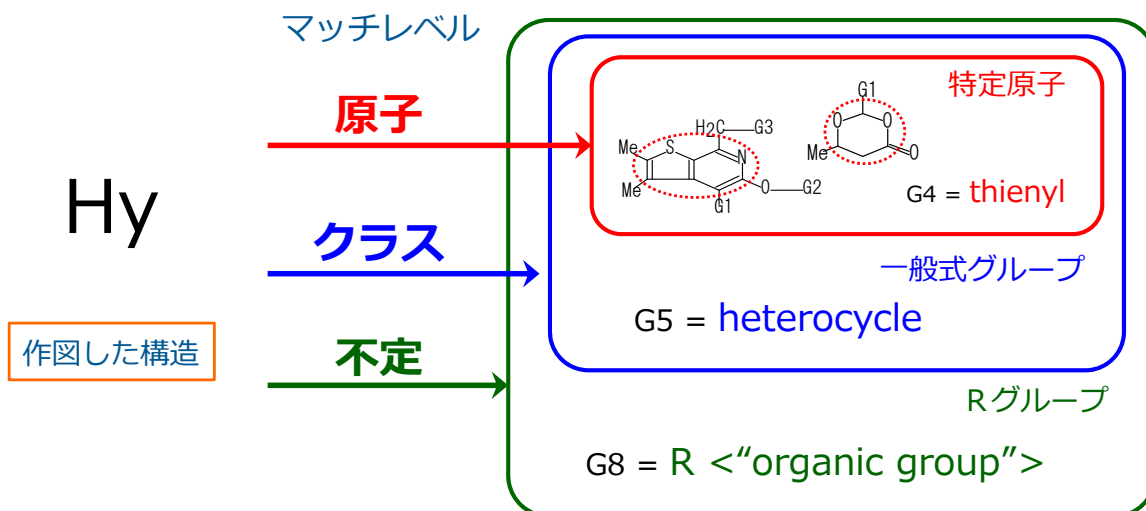 マッチレベル
原子
クラス
不定
Hy
作図した構造
特定原子
H2C G3
Me S N
Me O G2
G1
G1
O O
Me O
G4 = thienyl
一般式グループ
G5 = heterocycle
Rグループ
G8 = R <“organic group”>